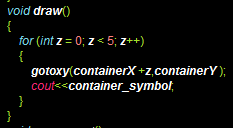 void draw()
{
for (int z = 0; z < 5; z++)
{
gotoxy(containerX +z,containerY );
cout<<container_symbol;
}
}